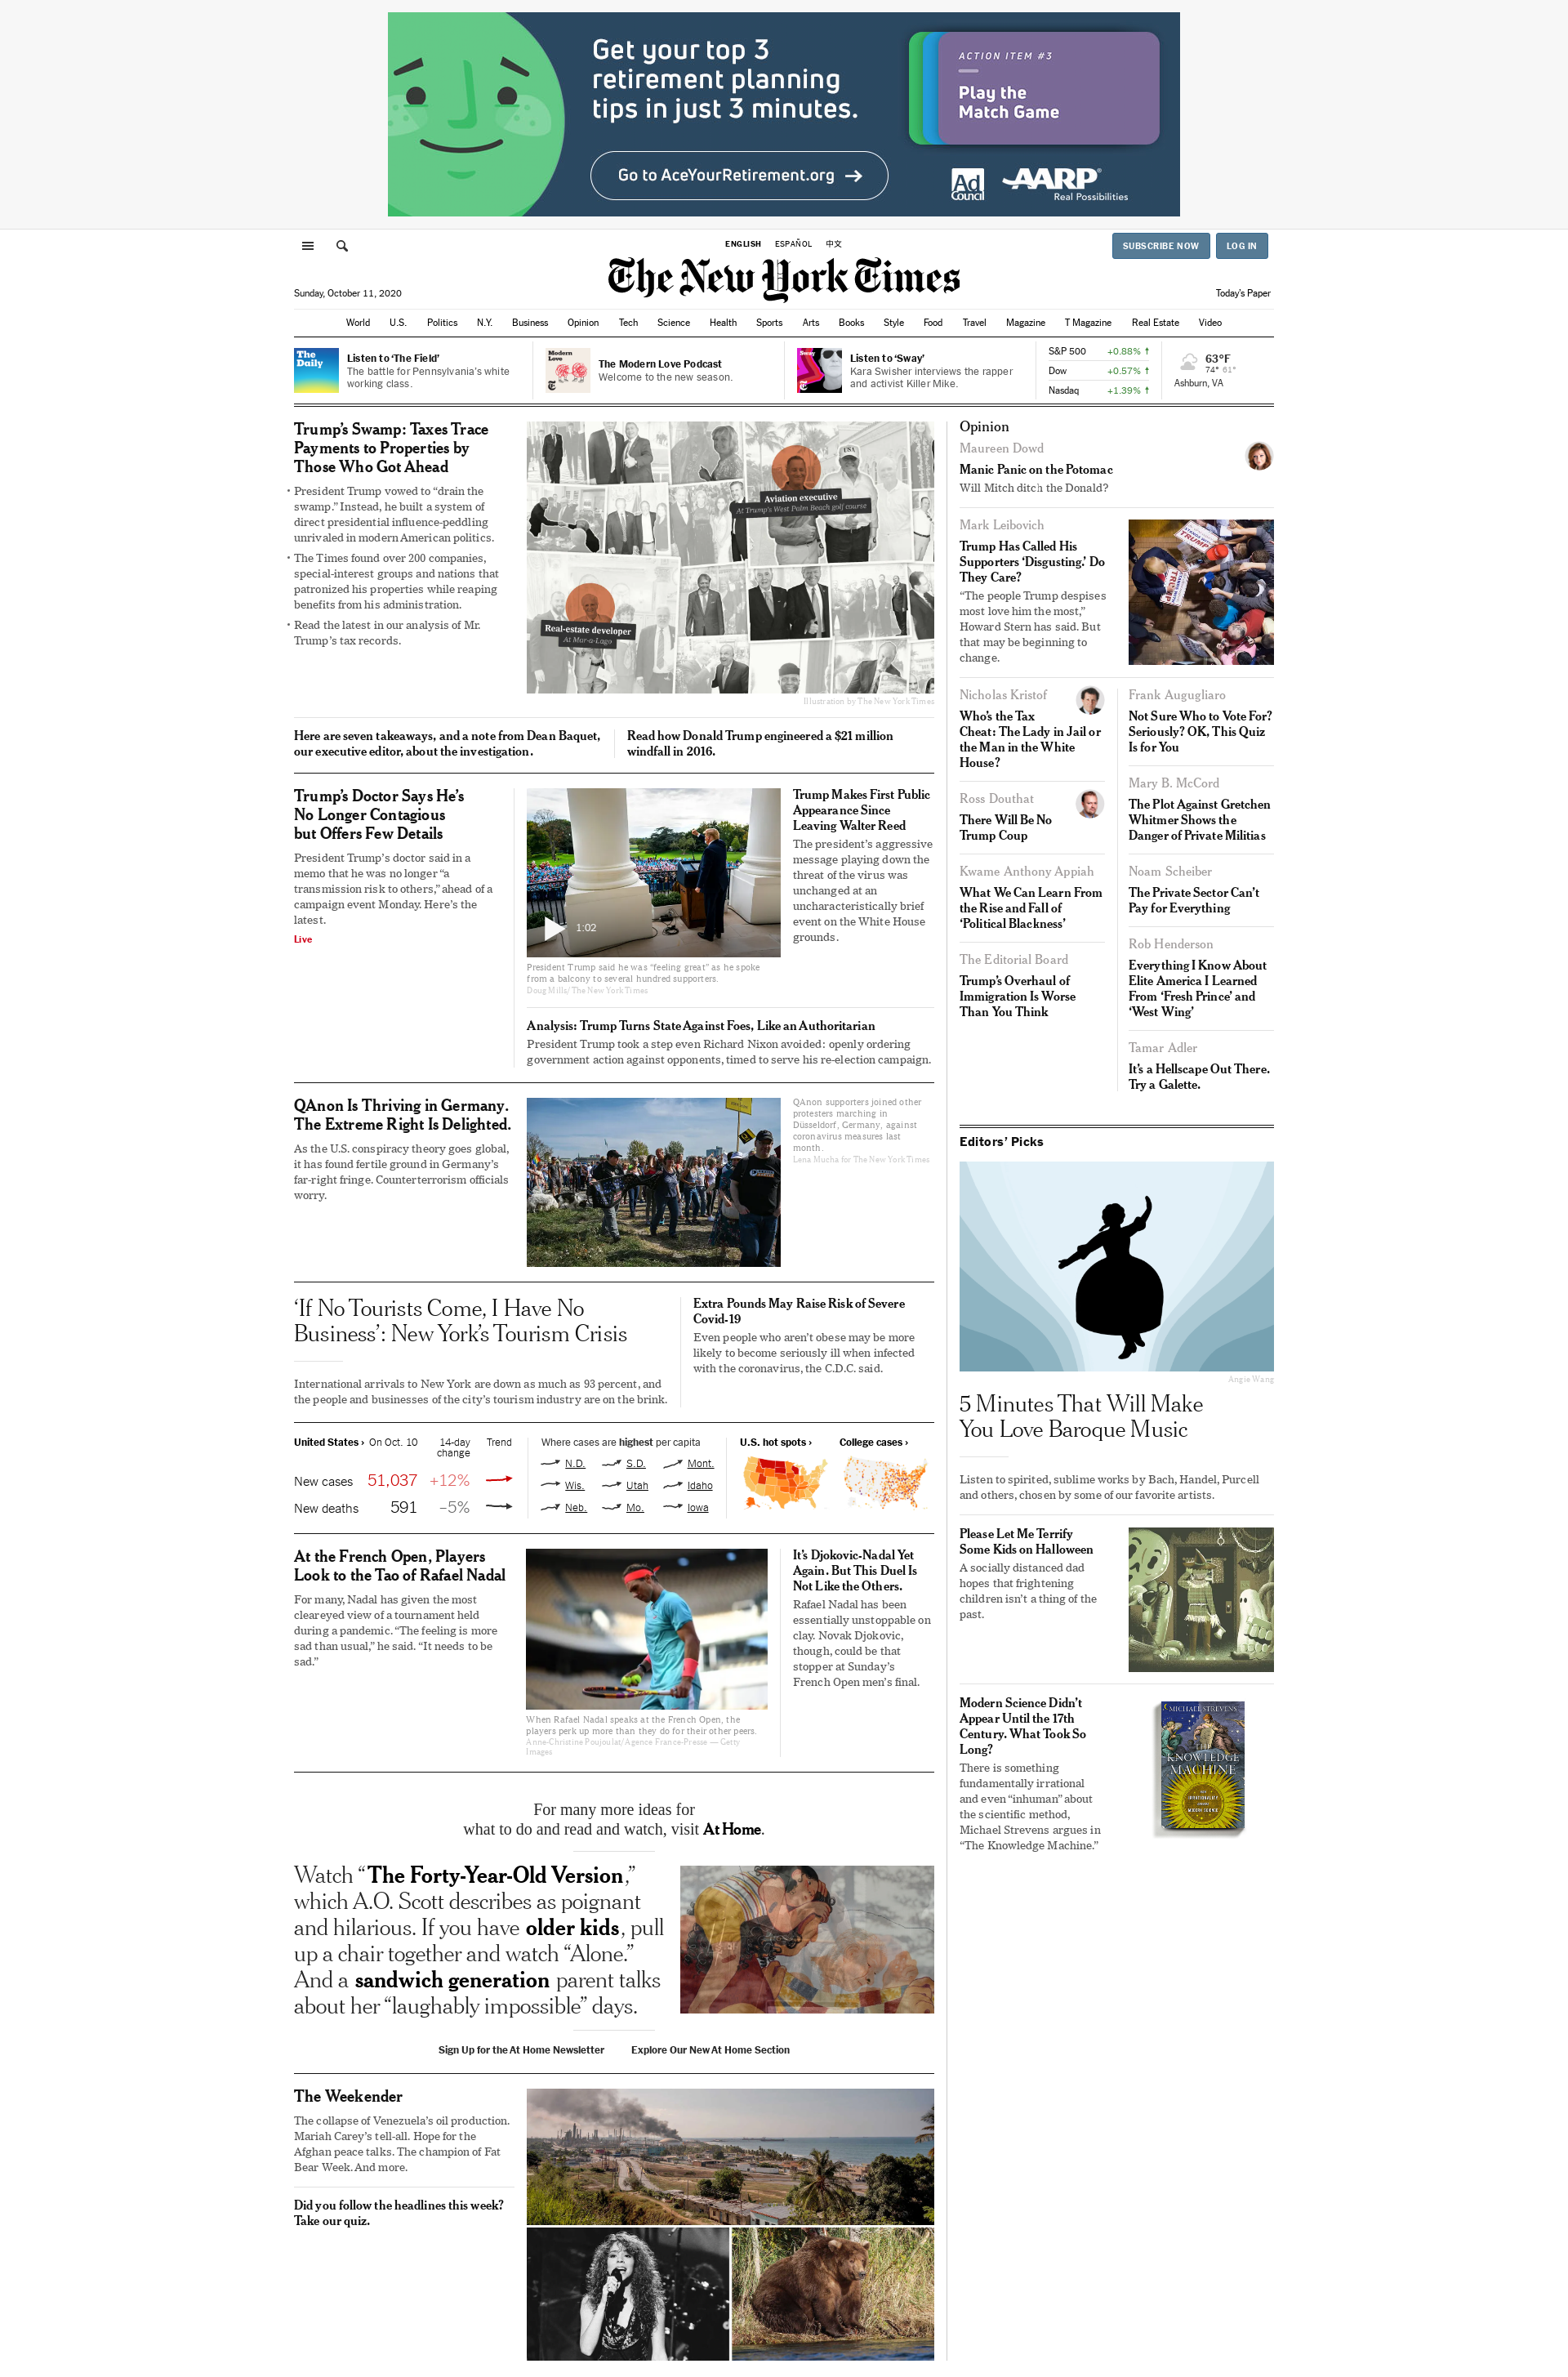 Get your top 3
retirement planning
tips in just 3 minutes.
Go to AceYourRetirement.org
ACTION ITEM #3
Play the
Match Game
Ad
Council
AARP
Real Possibilities
ENGLISH ESPAÑOL 中文
SUBSCRIBE NOW LOG IN
The New York Times
Sunday, October 11, 2020
Today's Paper
World U.S. Politics N.Y. Business Opinion Tech Science Health Sports Arts Books Style Food Travel Magazine T Magazine Real Estate Video
The
Daily
Listen to ‘The Field’
The battle for Pennsylvania’s white
working class.
Modern
Love
The Modern Love Podcast
Welcome to the new season.
Sway
Listen to ‘Sway’
Kara Swisher interviews the rapper
and activist Killer Mike.
S&P 500 +0.88%
Dow +0.57%
Nasdaq +1.39%
63°F
74° 61°
Ashburn, VA
Trump’s Swamp: Taxes Trace
Payments to Properties by
Those Who Got Ahead
• President Trump vowed to “drain the
swamp.” Instead, he built a system of
direct presidential influence-peddling
unrivaled in modern American politics.
• The Times found over 200 companies,
special-interest groups and nations that
patronized his properties while reaping
benefits from his administration.
• Read the latest in our analysis of Mr.
Trump’s tax records.
USA
Aviation executive
At Trump’s West Palm Beach golf course
Real-estate developer
At Mar-a-Lago
Illustration by The New York Times
Here are seven takeaways, and a note from Dean Baquet,
our executive editor, about the investigation.
Read how Donald Trump engineered a $21 million
windfall in 2016.
Trump’s Doctor Says He’s
No Longer Contagious
but Offers Few Details
President Trump’s doctor said in a
memo that he was no longer “a
transmission risk to others,” ahead of a
campaign event Monday. Here’s the
latest.
Live
1:02
President Trump said he was “feeling great” as he spoke
from a balcony to several hundred supporters.
Doug Mills/The New York Times
Trump Makes First Public
Appearance Since
Leaving Walter Reed
The president’s aggressive
message playing down the
threat of the virus was
unchanged at an
uncharacteristically brief
event on the White House
grounds.
Analysis: Trump Turns State Against Foes, Like an Authoritarian
President Trump took a step even Richard Nixon avoided: openly ordering
government action against opponents, timed to serve his re-election campaign.
QAnon Is Thriving in Germany.
The Extreme Right Is Delighted.
As the U.S. conspiracy theory goes global,
it has found fertile ground in Germany’s
far-right fringe. Counterterrorism officials
worry.
QAnon supporters joined other
protesters marching in
Düsseldorf, Germany, against
coronavirus measures last
month.
Lena Mucha for The New York Times
‘If No Tourists Come, I Have No
Business’: New York’s Tourism Crisis
International arrivals to New York are down as much as 93 percent, and
the people and businesses of the city’s tourism industry are on the brink.
Extra Pounds May Raise Risk of Severe
Covid-19
Even people who aren’t obese may be more
likely to become seriously ill when infected
with the coronavirus, the C.D.C. said.
United States › On Oct. 10 14-day
change Trend
New cases 51,037 +12%
New deaths 591 –5%
Where cases are highest per capita
N.D. S.D. Mont.
Wis. Utah Idaho
Neb. Mo. Iowa
U.S. hot spots › College cases ›
At the French Open, Players
Look to the Tao of Rafael Nadal
For many, Nadal has given the most
cleareyed view of a tournament held
during a pandemic. “The feeling is more
sad than usual,” he said. “It needs to be
sad.”
When Rafael Nadal speaks at the French Open, the
players perk up more than they do for their other peers.
Anne-Christine Poujoulat/Agence France-Presse — Getty
Images
It’s Djokovic-Nadal Yet
Again. But This Duel Is
Not Like the Others.
Rafael Nadal has been
essentially unstoppable on
clay. Novak Djokovic,
though, could be that
stopper at Sunday’s
French Open men’s final.
For many more ideas for
what to do and read and watch, visit At Home.
Watch “The Forty-Year-Old Version,”
which A.O. Scott describes as poignant
and hilarious. If you have older kids, pull
up a chair together and watch “Alone.”
And a sandwich generation parent talks
about her “laughably impossible” days.
Sign Up for the At Home Newsletter Explore Our New At Home Section
The Weekender
The collapse of Venezuela’s oil production.
Mariah Carey’s tell-all. Hope for the
Afghan peace talks. The champion of Fat
Bear Week. And more.
Did you follow the headlines this week?
Take our quiz.
Opinion
Maureen Dowd
Manic Panic on the Potomac
Will Mitch ditch the Donald?
Mark Leibovich
Trump Has Called His
Supporters ‘Disgusting.’ Do
They Care?
“The people Trump despises
most love him the most,”
Howard Stern has said. But
that may be beginning to
change.
TRUMP
TRUMP
Nicholas Kristof
Who’s the Tax
Cheat: The Lady in Jail or
the Man in the White
House?
Ross Douthat
There Will Be No
Trump Coup
Kwame Anthony Appiah
What We Can Learn From
the Rise and Fall of
‘Political Blackness’
The Editorial Board
Trump’s Overhaul of
Immigration Is Worse
Than You Think
Frank Augugliaro
Not Sure Who to Vote For?
Seriously? OK, This Quiz
Is for You
Mary B. McCord
The Plot Against Gretchen
Whitmer Shows the
Danger of Private Militias
Noam Scheiber
The Private Sector Can’t
Pay for Everything
Rob Henderson
Everything I Know About
Elite America I Learned
From ‘Fresh Prince’ and
‘West Wing’
Tamar Adler
It’s a Hellscape Out There.
Try a Galette.
Editors’ Picks
Angie Wang
5 Minutes That Will Make
You Love Baroque Music
Listen to spirited, sublime works by Bach, Handel, Purcell
and others, chosen by some of our favorite artists.
Please Let Me Terrify
Some Kids on Halloween
A socially distanced dad
hopes that frightening
children isn’t a thing of the
past.
Modern Science Didn’t
Appear Until the 17th
Century. What Took So
Long?
There is something
fundamentally irrational
and even “inhuman” about
the scientific method,
Michael Strevens argues in
“The Knowledge Machine.”
MICHAEL STREVENS
THE
KNOWLEDGE
MACHINE